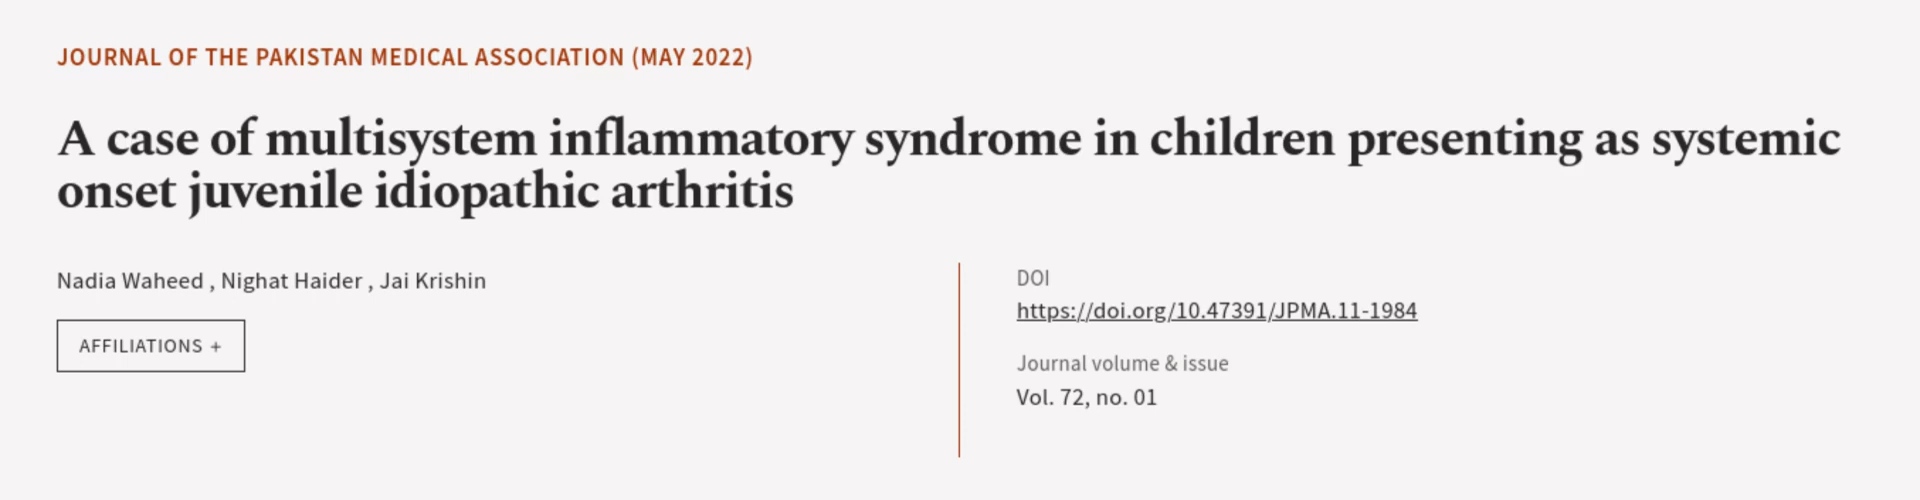 JOURNAL OF THE PAKISTAN MEDICAL ASSOCIATION (MAY 2022)
A case of multisystem inflammatory syndrome in children presenting as systemic
onset juvenile idiopathic arthritis
Nadia Waheed , Nighat Haider , Jai Krishin
AFFILIATIONS +
DOI
https://doi.org/10.47391/JPMA.11-1984
Journal volume & issue
Vol. 72, no. 01